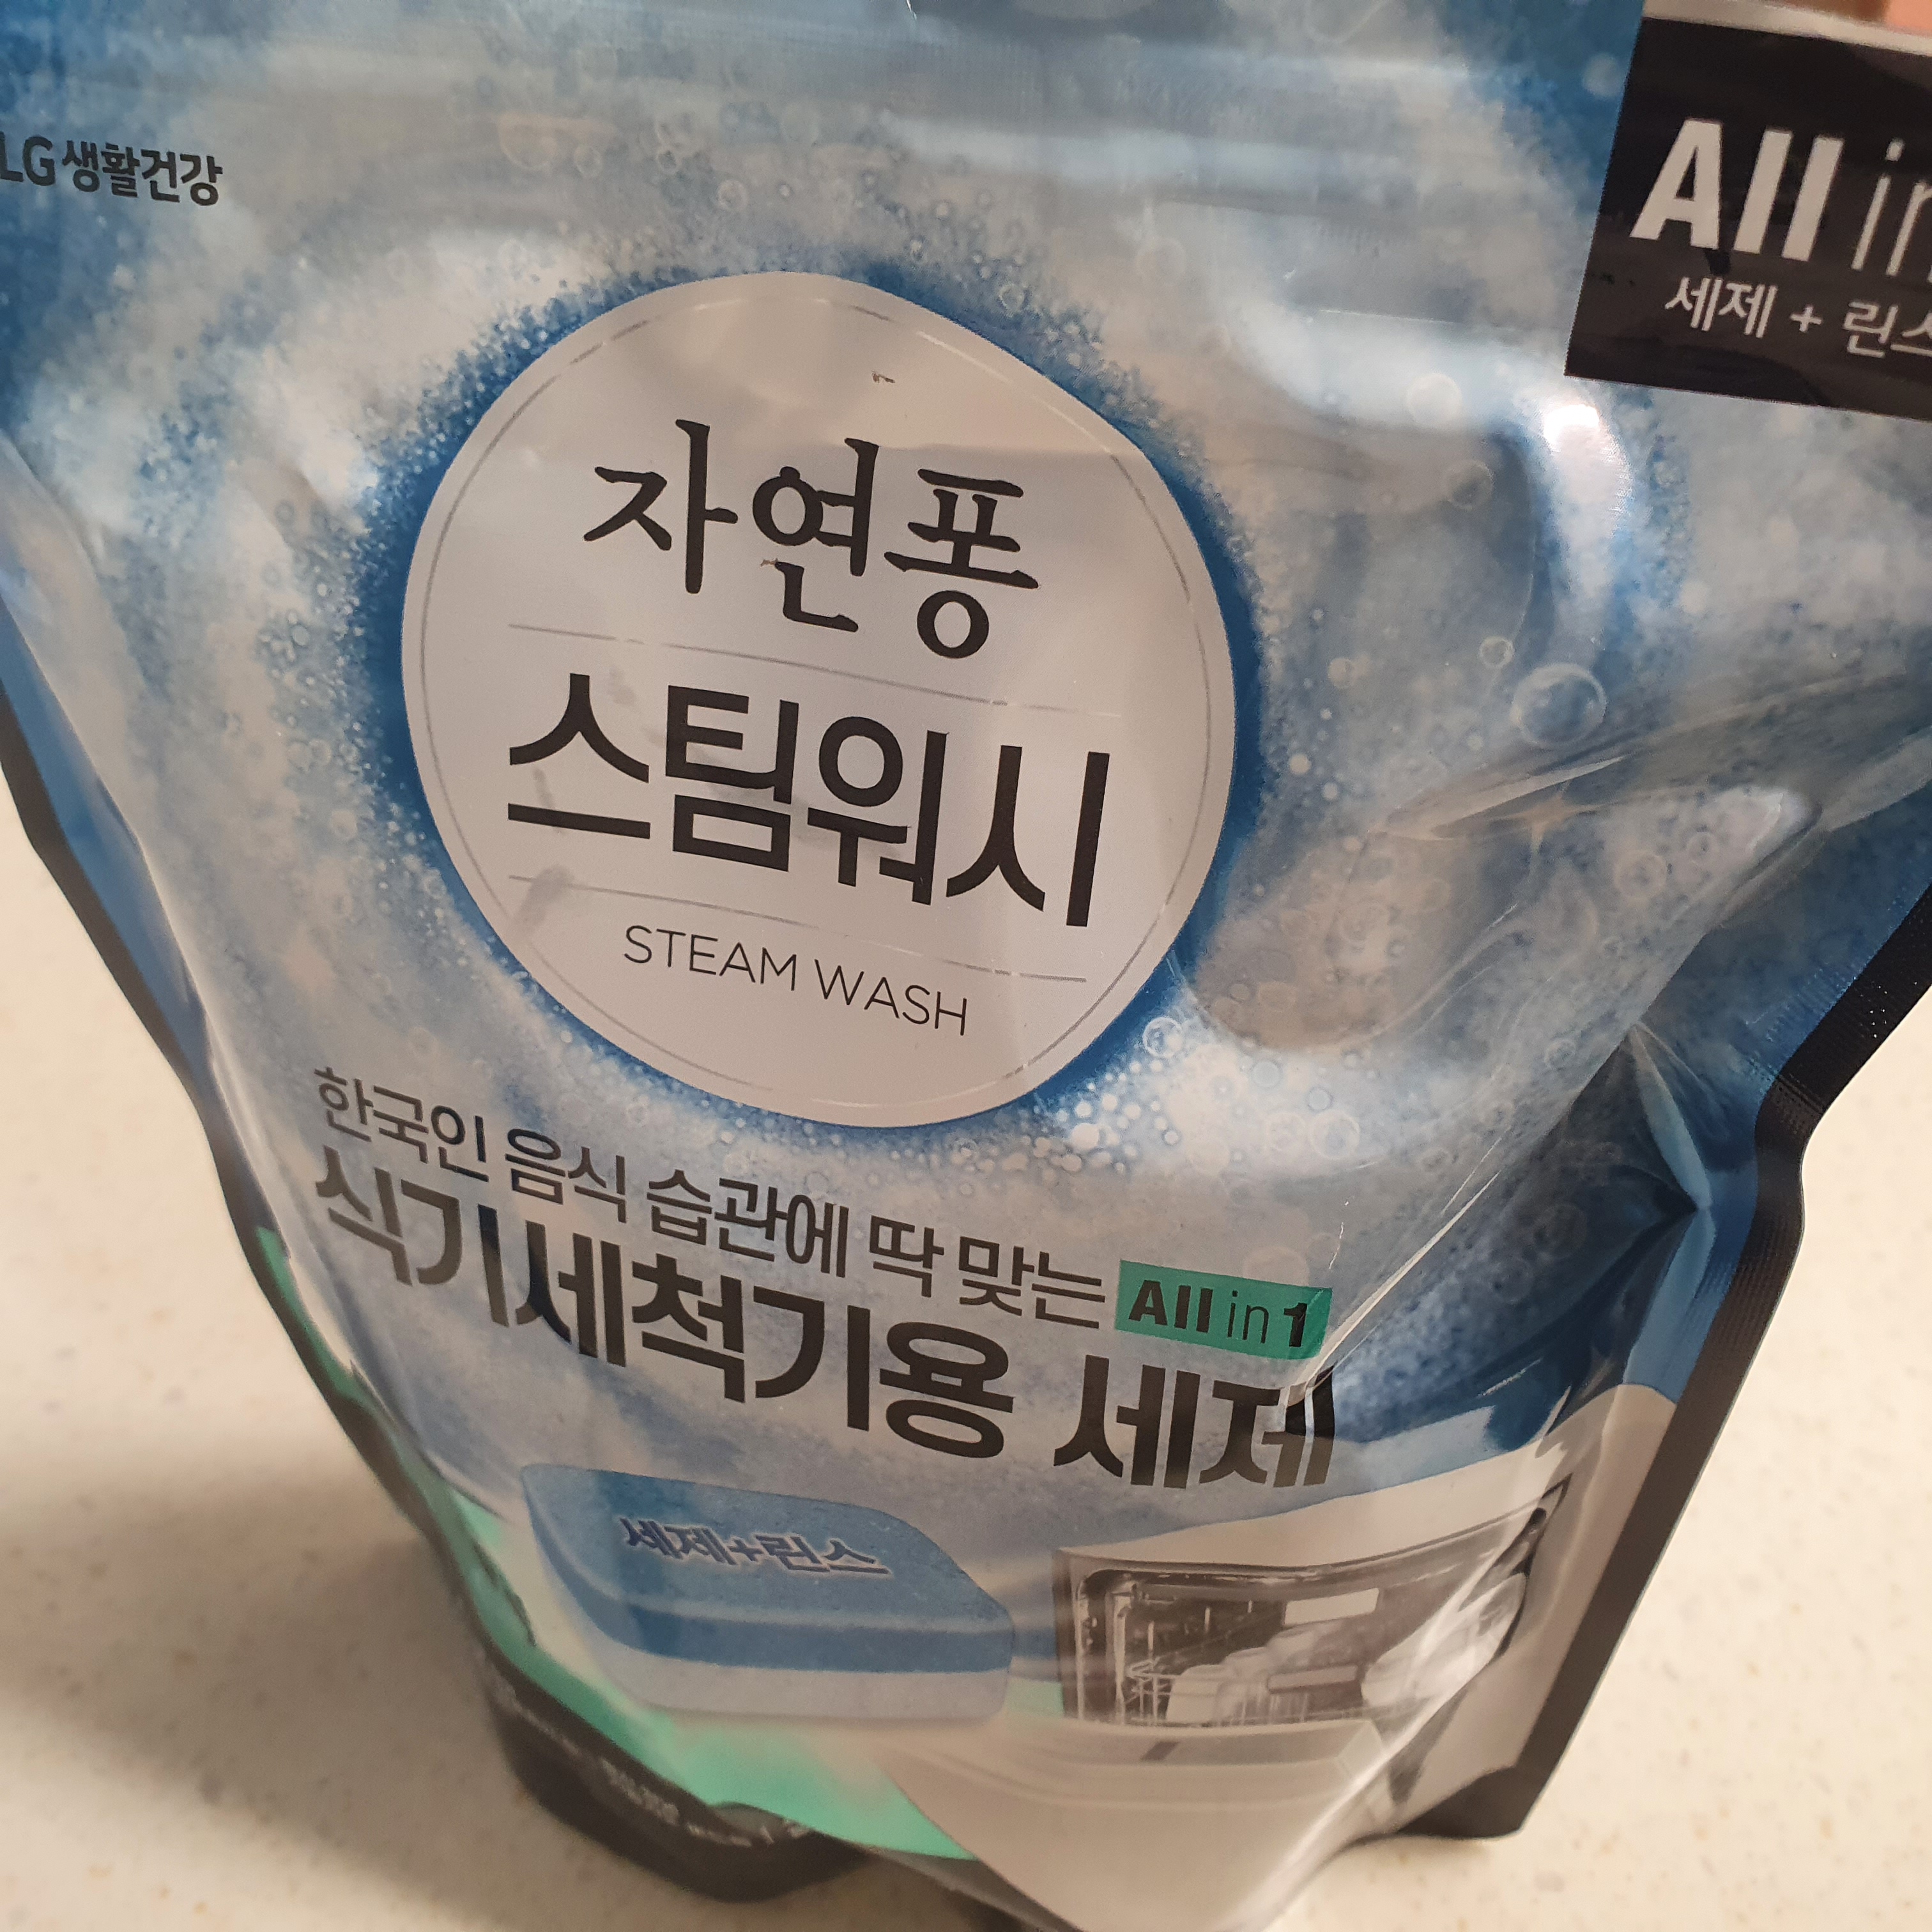 LG 생활건강
All in
세제 + 린스
자연퐁
스팀워시
STEAM WASH
한국인 음식 습관에 딱 맞는 All in 1
식기세척기용 세제
세제+린스